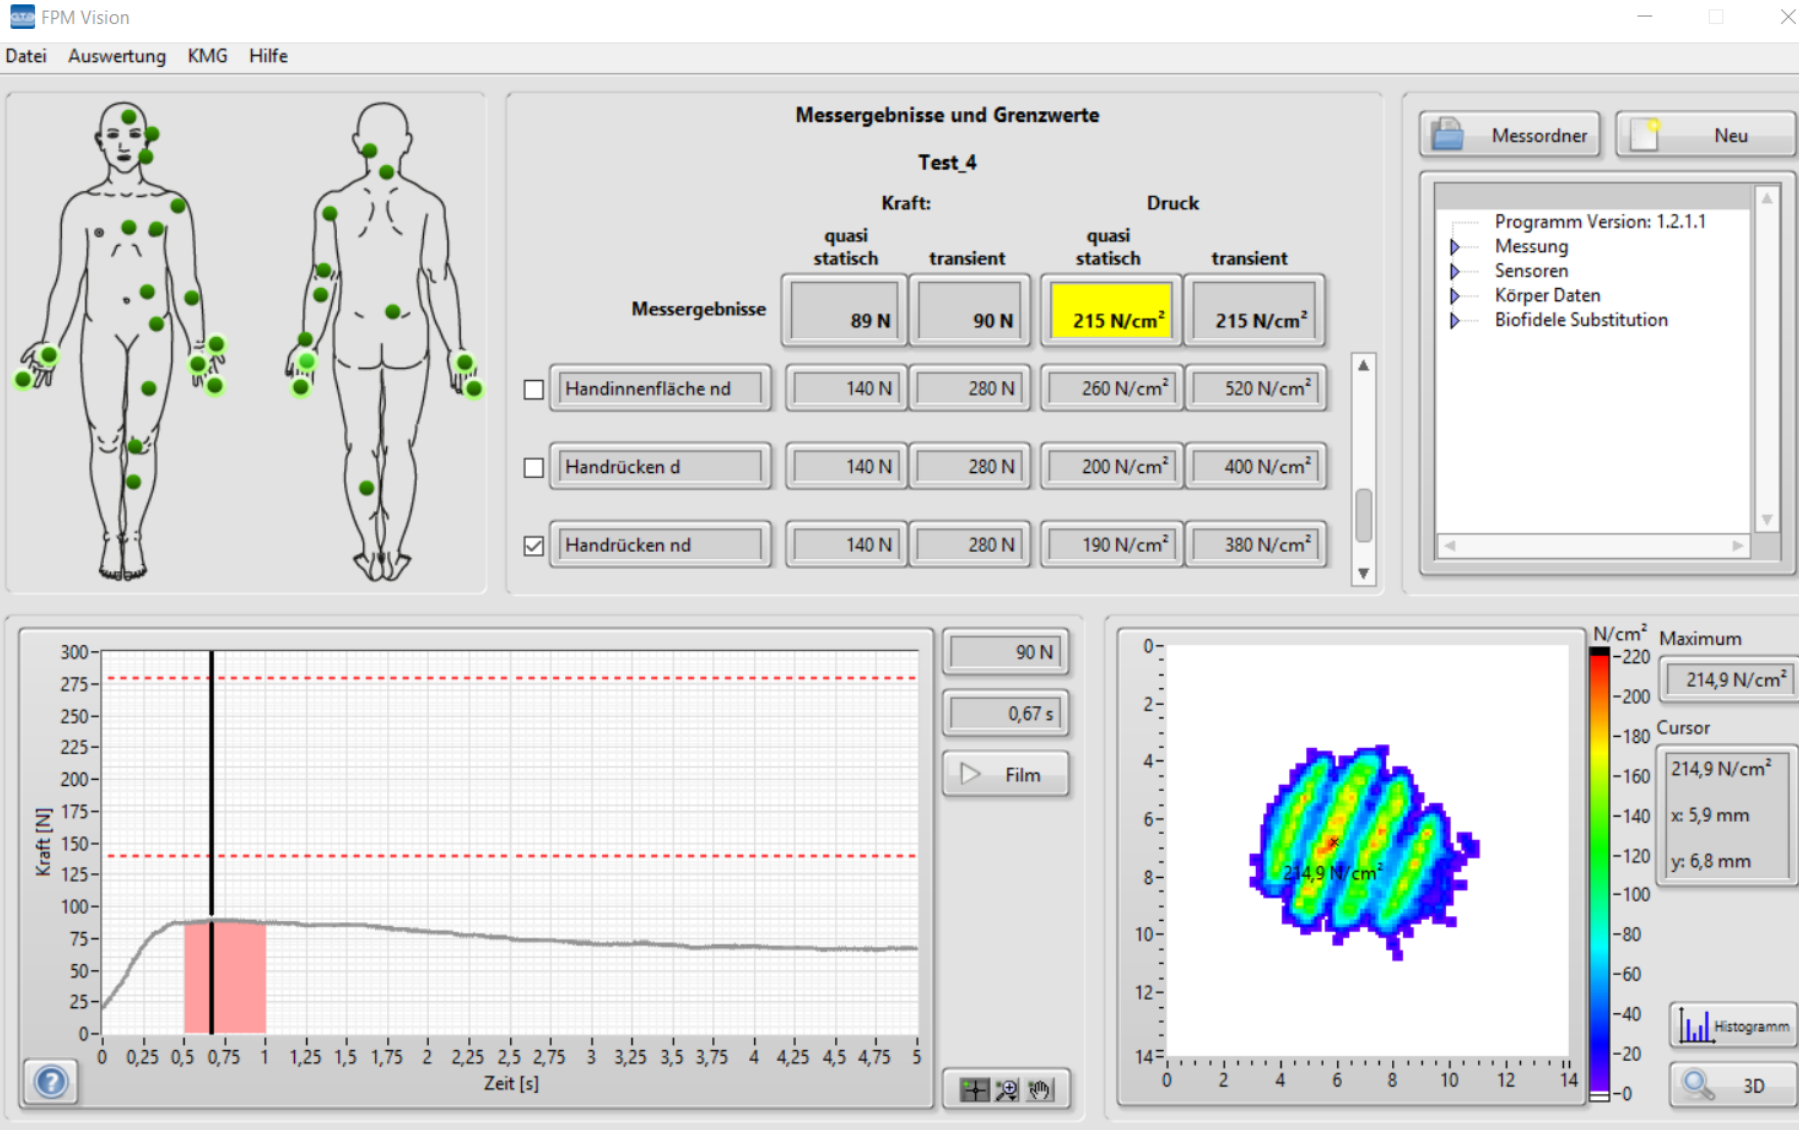 FPM Vision
Datei Auswertung KMG Hilfe
Messergebnisse und Grenzwerte
Test_4
Kraft: Druck
quasi statisch transient quasi statisch transient
Messergebnisse 89 N 90 N 215 N/cm² 215 N/cm²
Handinnenfläche nd 140 N 280 N 260 N/cm² 520 N/cm²
Handrücken d 140 N 280 N 200 N/cm² 400 N/cm²
Handrücken nd 140 N 280 N 190 N/cm² 380 N/cm²
Messordner Neu
Programm Version: 1.2.1.1
Messung
Sensoren
Körper Daten
Biofidele Substitution
Kraft [N]
300
275
250
225
200
175
150
125
100
75
50
25
0
0 0,25 0,5 0,75 1 1,25 1,5 1,75 2 2,25 2,5 2,75 3 3,25 3,5 3,75 4 4,25 4,5 4,75 5
Zeit [s]
90 N
0,67 s
Film
0
2
4
6
8
10
12
14
0 2 4 6 8 10 12 14
214,9 N/cm²
N/cm²
220
200
180
160
140
120
100
80
60
40
20
0
Maximum
214,9 N/cm²
Cursor
214,9 N/cm²
x: 5,9 mm
y: 6,8 mm
Histogramm
3D